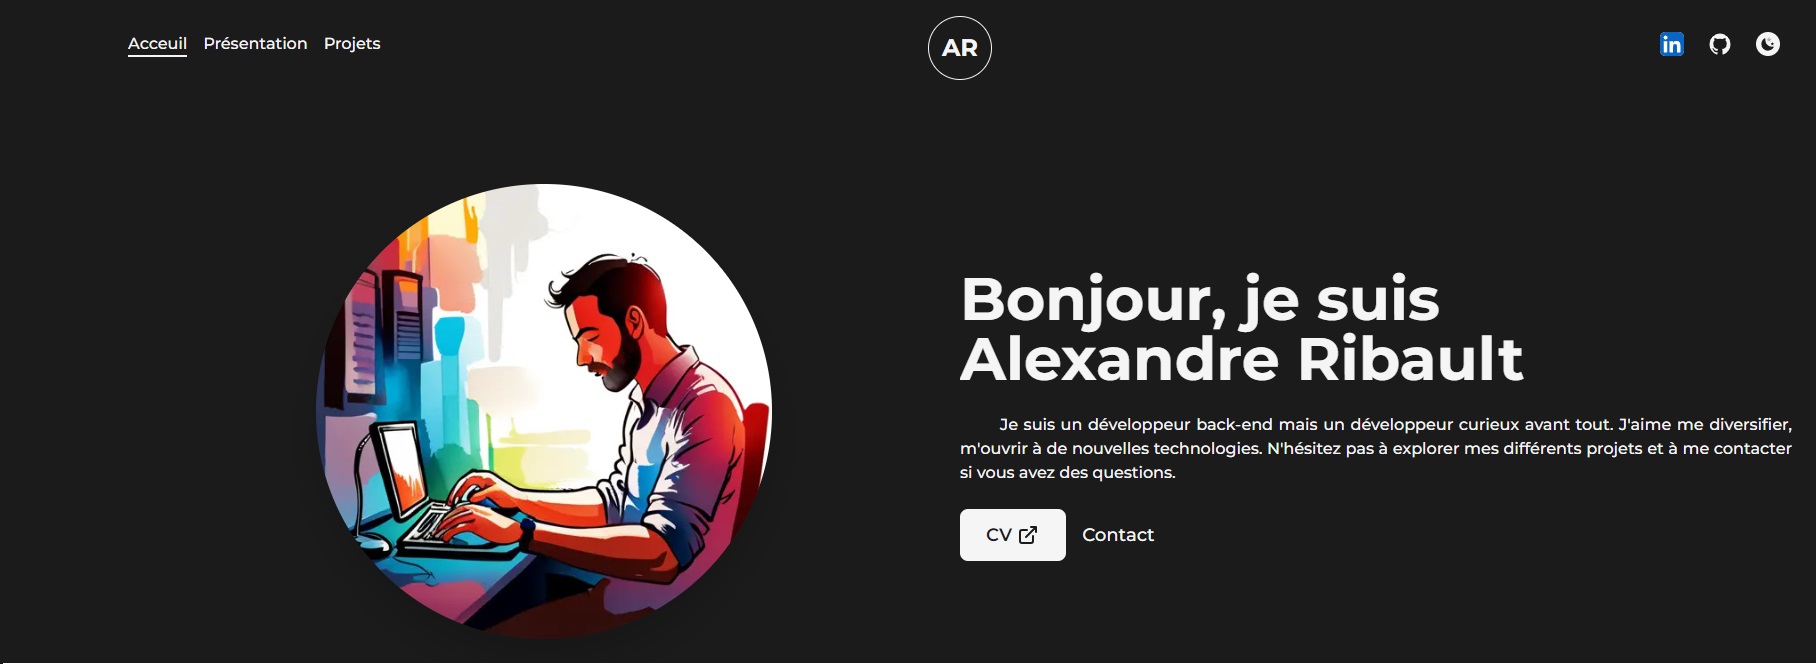 Acceuil Présentation Projets
AR
in
Bonjour, je suis
Alexandre Ribault
Je suis un développeur back-end mais un développeur curieux avant tout. J'aime me diversifier,
m'ouvrir à de nouvelles technologies. N'hésitez pas à explorer mes différents projets et à me contacter
si vous avez des questions.
CV
Contact